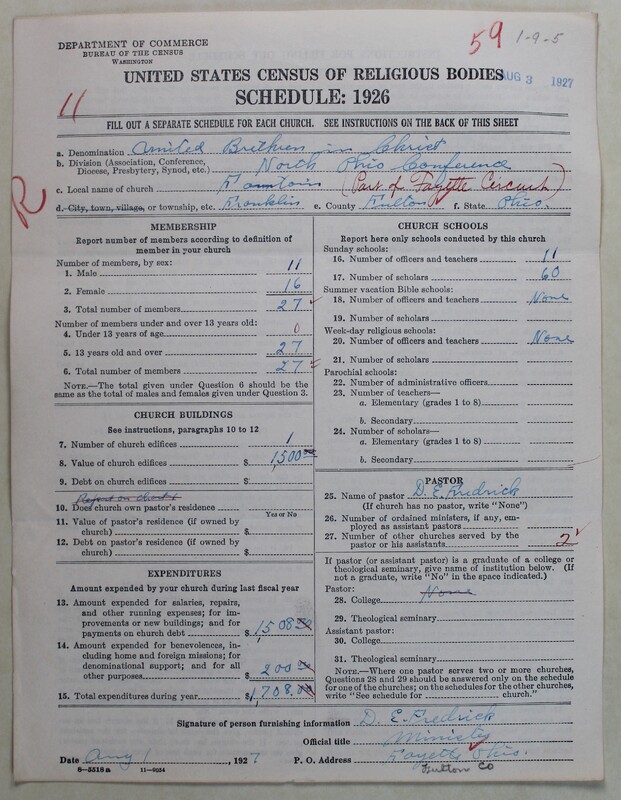 59 1-9-5
DEPARTMENT OF COMMERCE
BUREAU OF THE CENSUS
WASHINGTON
UNITED STATES CENSUS OF RELIGIOUS BODIES
AUG 3 1927
SCHEDULE: 1926
11
FILL OUT A SEPARATE SCHEDULE FOR EACH CHURCH. SEE INSTRUCTIONS ON THE BACK OF THIS SHEET
a. Denomination United Brethren in Christ
b. Division (Association, Conference, Diocese, Presbytery, Synod, etc.) North Ohio Conference
c. Local name of church Fountain (Part of Fayette Circuit)
R
d. City, town, village, or township, etc. Franklin e. County Fulton f. State Ohio.
MEMBERSHIP
Report number of members according to definition of
member in your church
Number of members, by sex:
1. Male 11
2. Female 16
3. Total number of members 27
Number of members under and over 13 years old:
4. Under 13 years of age 0
5. 13 years old and over 27
6. Total number of members 27
NOTE.—The total given under Question 6 should be
same as the total of males and females given under Question 3.
CHURCH BUILDINGS
See instructions, paragraphs 10 to 12
7. Number of church edifices 1
8. Value of church edifices $1,500 00
9. Debt on church edifices $
10. Does church own pastor's residence
Yes or No
11. Value of pastor's residence (if owned by
church) $
12. Debt on pastor's residence (if owned by
church) $
EXPENDITURES
Amount expended by your church during last fiscal year
13. Amount expended for salaries, repairs,
and other running expenses; for im-
provements or new buildings; and for
payments on church debt $1,508.00
14. Amount expended for benevolences, in-
cluding home and foreign missions; for
denominational support; and for all
other purposes $200 00
15. Total expenditures during year $1,708.00
CHURCH SCHOOLS
Report here only schools conducted by this church
Sunday schools:
16. Number of officers and teachers 11
17. Number of scholars 60
Summer vacation Bible schools:
18. Number of officers and teachers None
19. Number of scholars
Week-day religious schools:
20. Number of officers and teachers None
21. Number of scholars
Parochial schools:
22. Number of administrative officers
23. Number of teachers—
a. Elementary (grades 1 to 8)
b. Secondary
24. Number of scholars—
a. Elementary (grades 1 to 8)
b. Secondary
PASTOR
25. Name of pastor D. E. Fredrick
(If church has no pastor, write "None")
26. Number of ordained ministers, if any, em-
ployed as assistant pastors
27. Number of other churches served by the
pastor or his assistants 2
If pastor (or assistant pastor) is a graduate of a college or
theological seminary, give name of institution below. (If
not a graduate, write "No" in the space indicated.)
Pastor:
28. College None
29. Theological seminary
Assistant pastor:
30. College
31. Theological seminary
NOTE.—Where one pastor serves two or more churches,
Questions 28 and 29 should be answered only on the schedule
for one of the churches; on the schedules for the other churches,
write "See schedule for church."
Signature of person furnishing information D. E. Fredrick
Official title Minister
Date Aug 1, 1927 P. O. Address Fayette Ohio.
8—5518a 11—9034 Fulton Co